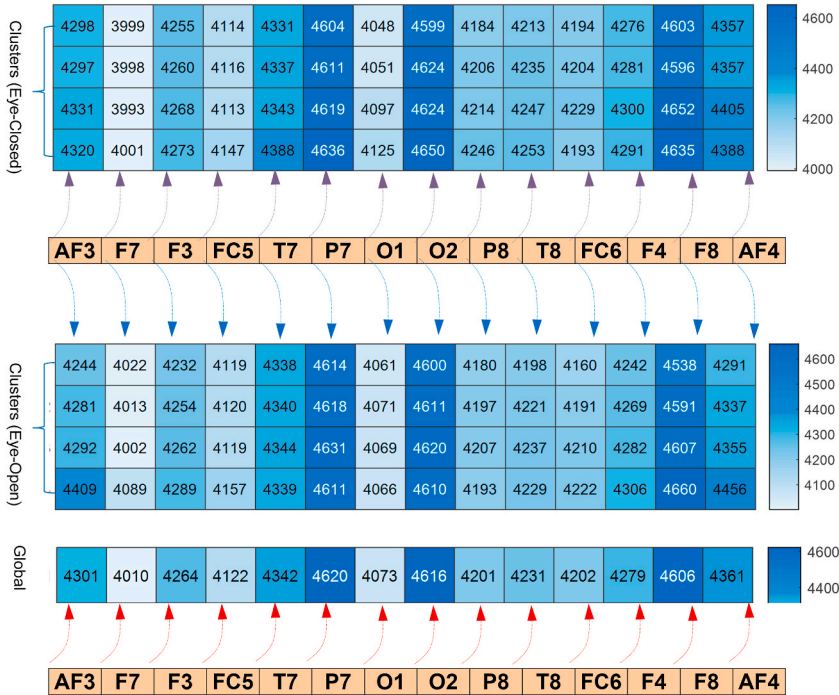 Clusters (Eye-Closed)
4298 3999 4255 4114 4331 4604 4048 4599 4184 4213 4194 4276 4603 4357
4297 3998 4260 4116 4337 4611 4051 4624 4206 4235 4204 4281 4596 4357
4331 3993 4268 4113 4343 4619 4097 4624 4214 4247 4229 4300 4652 4405
4320 4001 4273 4147 4388 4636 4125 4650 4246 4253 4193 4291 4635 4388
4600
4400
4200
4000
AF3 F7 F3 FC5 T7 P7 O1 O2 P8 T8 FC6 F4 F8 AF4
Clusters (Eye-Open)
4244 4022 4232 4119 4338 4614 4061 4600 4180 4198 4160 4242 4538 4291
4281 4013 4254 4120 4340 4618 4071 4611 4197 4221 4191 4269 4591 4337
4292 4002 4262 4119 4344 4631 4069 4620 4207 4237 4210 4282 4607 4355
4409 4089 4289 4157 4339 4611 4066 4610 4193 4229 4222 4306 4660 4456
4600
4500
4400
4300
4200
4100
Global
4301 4010 4264 4122 4342 4620 4073 4616 4201 4231 4202 4279 4606 4361
4600
4400
AF3 F7 F3 FC5 T7 P7 O1 O2 P8 T8 FC6 F4 F8 AF4